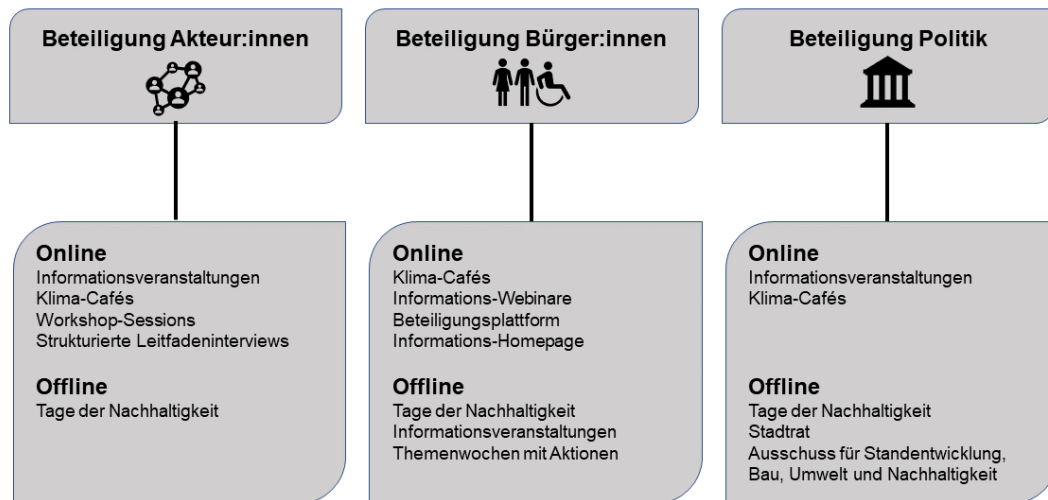 Beteiligung Akteur:innen
Beteiligung Bürger:innen
Beteiligung Politik
Online
Informationsveranstaltungen
Klima-Cafés
Workshop-Sessions
Strukturierte Leitfadeninterviews
Offline
Tage der Nachhaltigkeit
Online
Klima-Cafés
Informations-Webinare
Beteiligungsplattform
Informations-Homepage
Offline
Tage der Nachhaltigkeit
Informationsveranstaltungen
Themenwochen mit Aktionen
Online
Informationsveranstaltungen
Klima-Cafés
Offline
Tage der Nachhaltigkeit
Stadtrat
Ausschuss für Standentwicklung,
Bau, Umwelt und Nachhaltigkeit